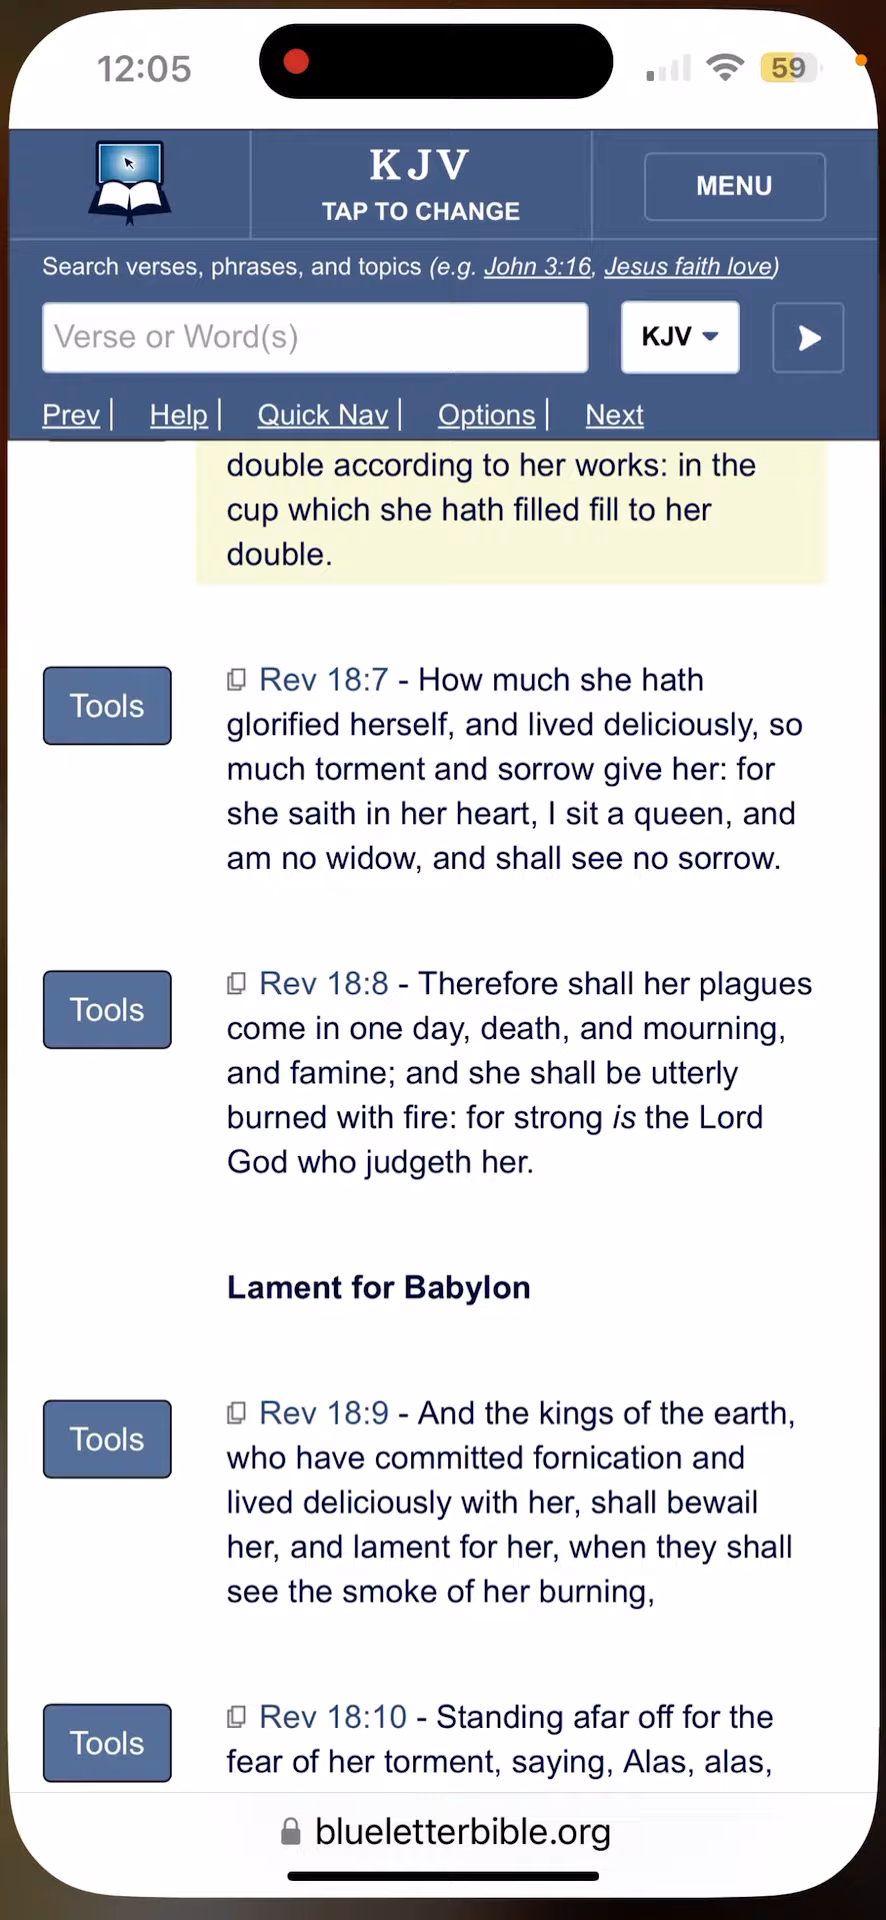 12:05
59
KJV
TAP TO CHANGE
MENU
Search verses, phrases, and topics (e.g. John 3:16, Jesus faith love)
Verse or Word(s)
KJV
Prev | Help | Quick Nav | Options | Next
double according to her works: in the
cup which she hath filled fill to her
double.
Tools
Rev 18:7 - How much she hath
glorified herself, and lived deliciously, so
much torment and sorrow give her: for
she saith in her heart, I sit a queen, and
am no widow, and shall see no sorrow.
Tools
Rev 18:8 - Therefore shall her plagues
come in one day, death, and mourning,
and famine; and she shall be utterly
burned with fire: for strong is the Lord
God who judgeth her.
Lament for Babylon
Tools
Rev 18:9 - And the kings of the earth,
who have committed fornication and
lived deliciously with her, shall bewail
her, and lament for her, when they shall
see the smoke of her burning,
Tools
Rev 18:10 - Standing afar off for the
fear of her torment, saying, Alas, alas,
blueletterbible.org